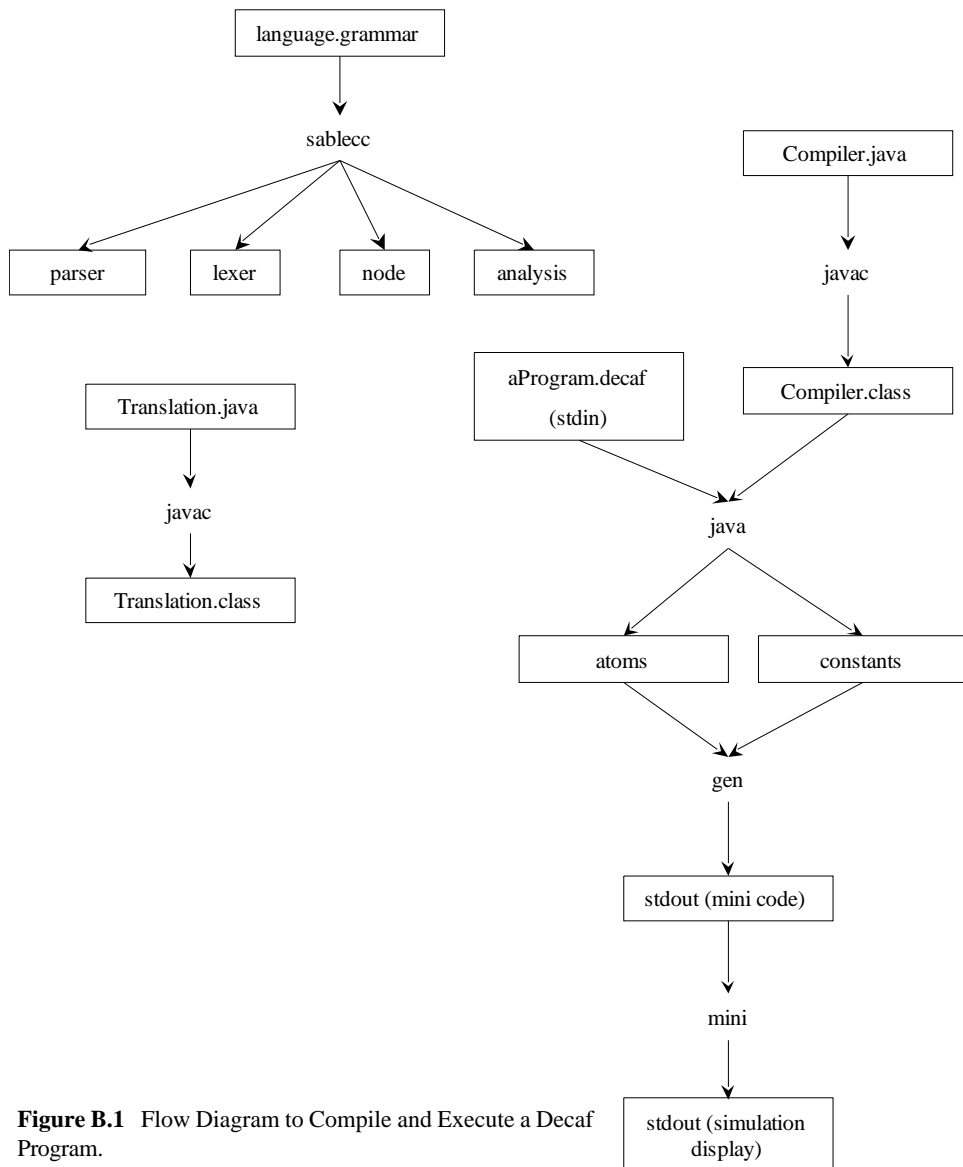 language.grammar
sablecc
Compiler.java
parser
lexer
node
analysis
javac
aProgram.decaf
(stdin)
Compiler.class
Translation.java
javac
java
Translation.class
atoms
constants
gen
stdout (mini code)
mini
Figure B.1 Flow Diagram to Compile and Execute a Decaf
Program.
stdout (simulation
display)